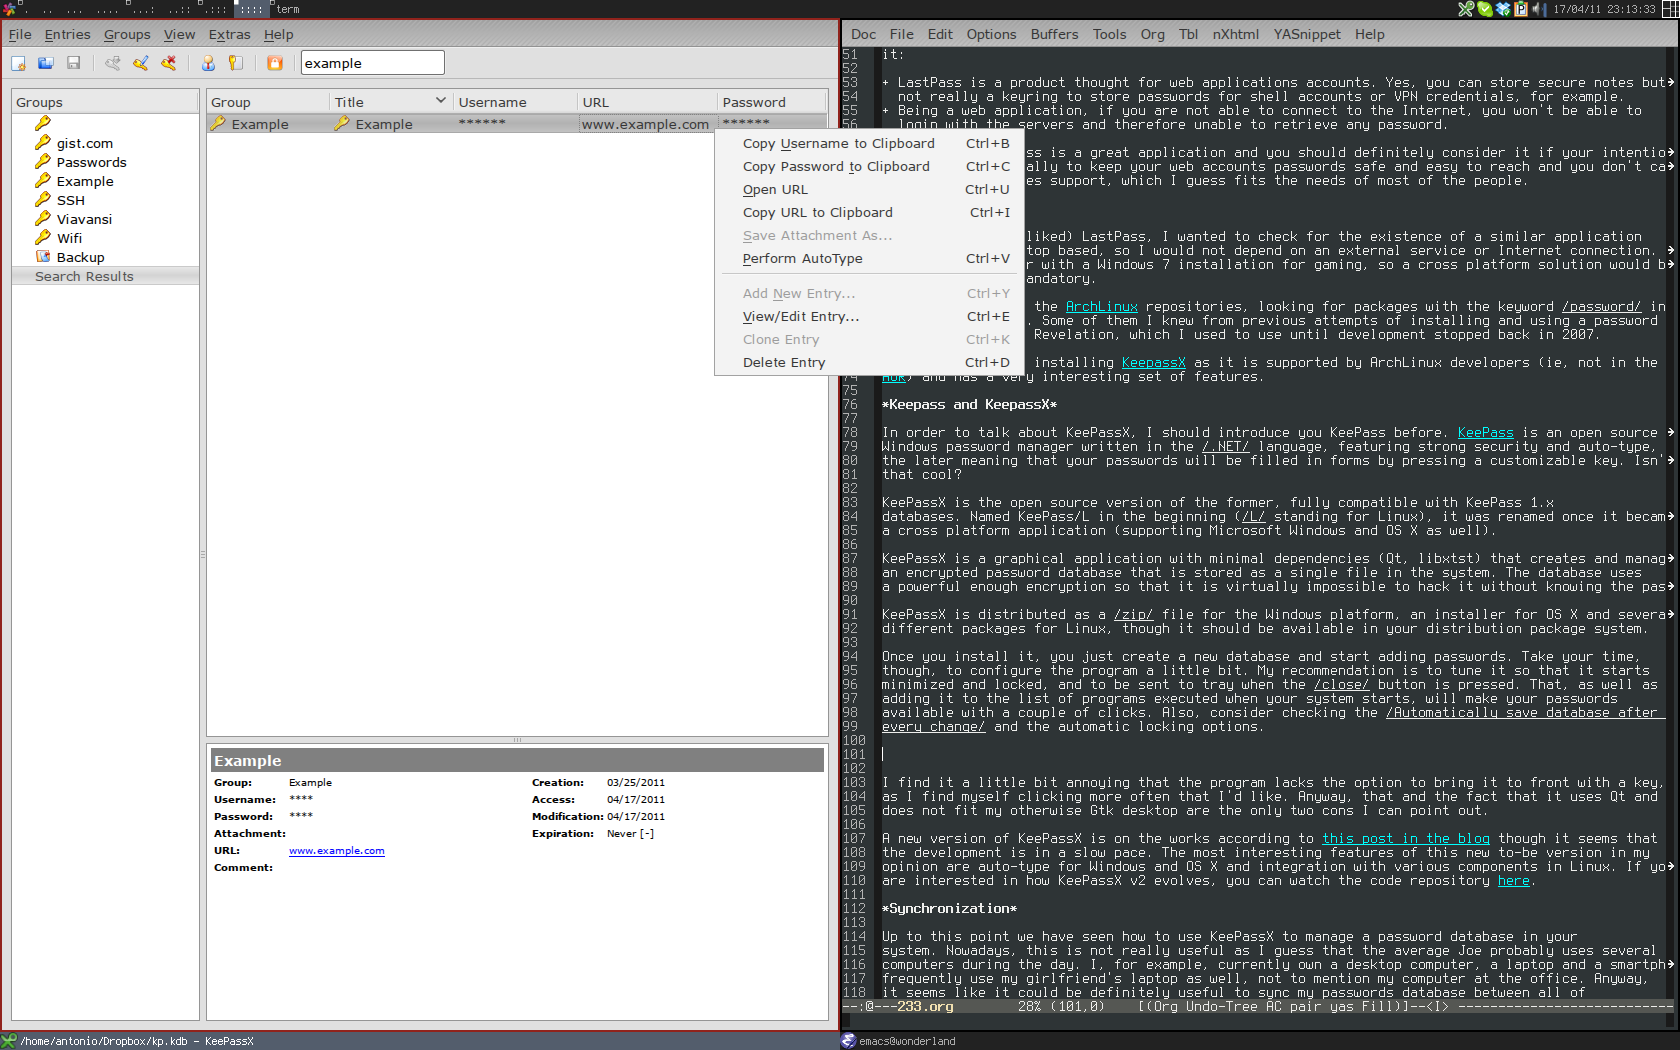 term
17/04/11 23:13:33
File Entries Groups View Extras Help
example
Groups
gist.com
Passwords
Example
SSH
Viavansi
Wifi
Backup
Search Results
Group Title Username URL Password
Example Example ****** www.example.com ******
Copy Username to Clipboard Ctrl+B
Copy Password to Clipboard Ctrl+C
Open URL Ctrl+U
Copy URL to Clipboard Ctrl+I
Save Attachment As...
Perform AutoType Ctrl+V
Add New Entry... Ctrl+Y
View/Edit Entry... Ctrl+E
Clone Entry Ctrl+K
Delete Entry Ctrl+D
Example
Group: Example Creation: 03/25/2011
Username: **** Access: 04/17/2011
Password: **** Modification: 04/17/2011
Attachment: Expiration: Never [-]
URL: www.example.com
Comment:
/home/antonio/Dropbox/kp.kdb - KeePassX
Doc File Edit Options Buffers Tools Org Tbl nXhtml YASnippet Help
51 it:
52
53 + LastPass is a product thought for web applications accounts. Yes, you can store secure notes but
54 not really a keyring to store passwords for shell accounts or VPN credentials, for example.
55 + Being a web application, if you are not able to connect to the Internet, you won't be able to
56 login with the servers and therefore unable to retrieve any password.
ss is a great application and you should definitely consider it if your intentio
ally to keep your web accounts passwords safe and easy to reach and you don't ca
es support, which I guess fits the needs of most of the people.
liked) LastPass, I wanted to check for the existence of a similar application
top based, so I would not depend on an external service or Internet connection.
r with a Windows 7 installation for gaming, so a cross platform solution would b
andatory.
the ArchLinux repositories, looking for packages with the keyword /password/ in
. Some of them I knew from previous attempts of installing and using a password
Revelation, which I used to use until development stopped back in 2007.
installing KeepassX as it is supported by ArchLinux developers (ie, not in the
74 AUR) and has a very interesting set of features.
75
76 *Keepass and KeepassX*
77
78 In order to talk about KeePassX, I should introduce you KeePass before. KeePass is an open source
79 Windows password manager written in the /.NET/ language, featuring strong security and auto-type,
80 the later meaning that your passwords will be filled in forms by pressing a customizable key. Isn'
81 that cool?
82
83 KeePassX is the open source version of the former, fully compatible with KeePass 1.x
84 databases. Named KeePass/L in the beginning (/L/ standing for Linux), it was renamed once it becam
85 a cross platform application (supporting Microsoft Windows and OS X as well).
86
87 KeePassX is a graphical application with minimal dependencies (Qt, libxtst) that creates and manag
88 an encrypted password database that is stored as a single file in the system. The database uses
89 a powerful enough encryption so that it is virtually impossible to hack it without knowing the pas
90
91 KeePassX is distributed as a /zip/ file for the Windows platform, an installer for OS X and severa
92 different packages for Linux, though it should be available in your distribution package system.
93
94 Once you install it, you just create a new database and start adding passwords. Take your time,
95 though, to configure the program a little bit. My recommendation is to tune it so that it starts
96 minimized and locked, and to be sent to tray when the /close/ button is pressed. That, as well as
97 adding it to the list of programs executed when your system starts, will make your passwords
98 available with a couple of clicks. Also, consider checking the /Automatically save database after
99 every change/ and the automatic locking options.
100
101
102
103 I find it a little bit annoying that the program lacks the option to bring it to front with a key,
104 as I find myself clicking more often that I'd like. Anyway, that and the fact that it uses Qt and
105 does not fit my otherwise Gtk desktop are the only two cons I can point out.
106
107 A new version of KeePassX is on the works according to this post in the blog though it seems that
108 the development is in a slow pace. The most interesting features of this new to-be version in my
109 opinion are auto-type for Windows and OS X and integration with various components in Linux. If yo
110 are interested in how KeePassX v2 evolves, you can watch the code repository here.
111
112 *Synchronization*
113
114 Up to this point we have seen how to use KeePassX to manage a password database in your
115 system. Nowadays, this is not really useful as I guess that the average Joe probably uses several
116 computers during the day. I, for example, currently own a desktop computer, a laptop and a smartph
117 frequently use my girlfriend's laptop as well, not to mention my computer at the office. Anyway,
118 it seems like it could be definitely useful to sync my passwords database between all of
--:@---233.org 28% (101,0) [(Org Undo-Tree AC pair yas Fill)]--<I>
emacs@wonderland